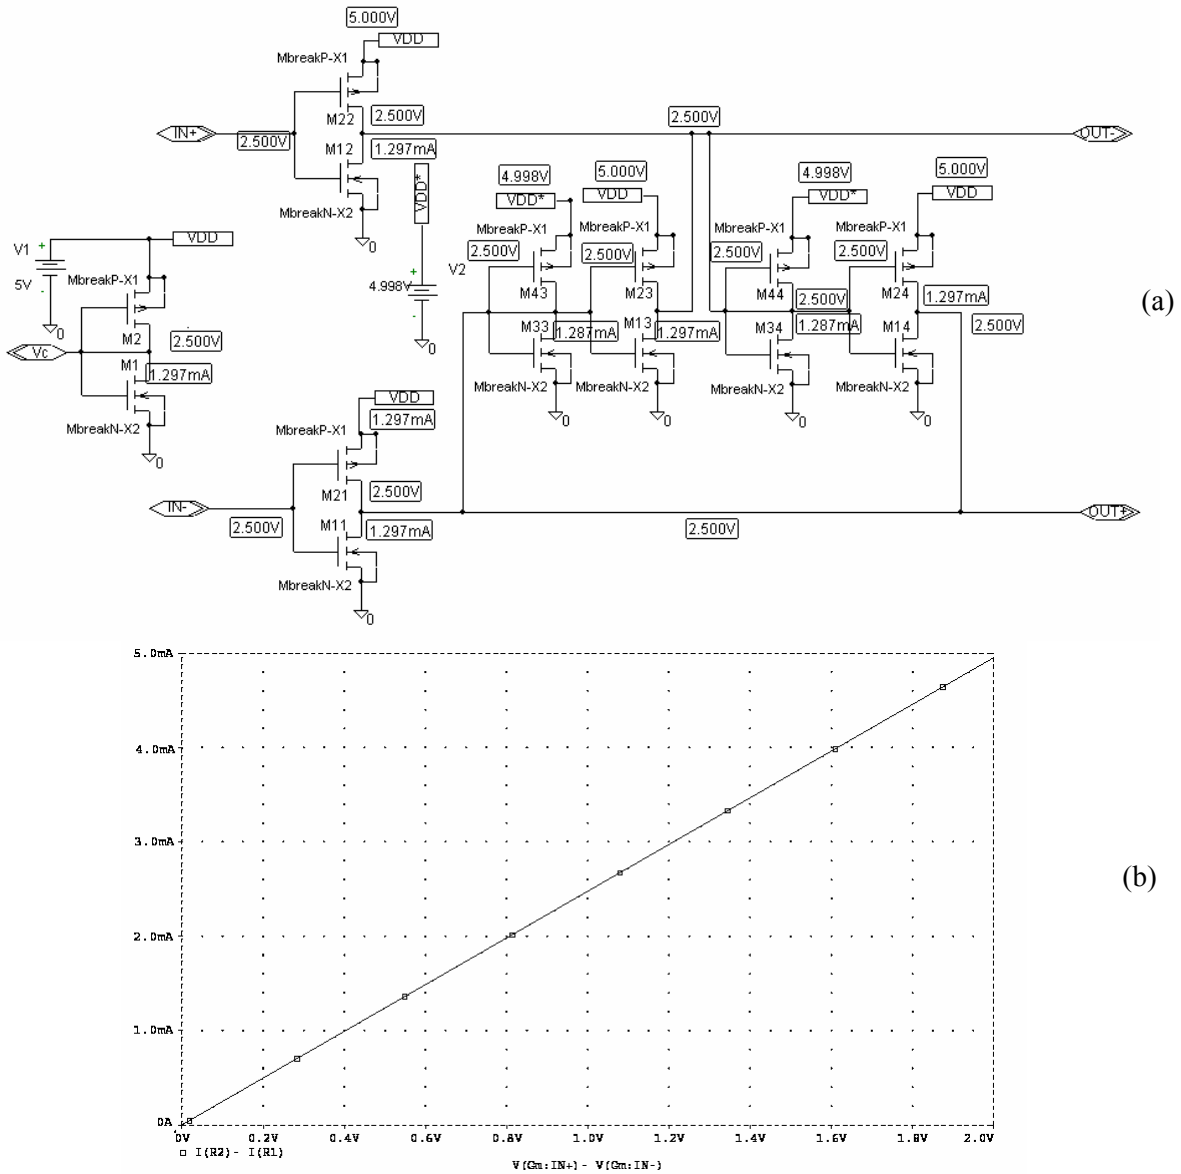 5.000V
VDD
MbreakP-X1
M22
2.500V
IN+
2.500V
2.500V
OUT-
M12
1.297mA
MbreakN-X2
0
VDD*
4.998V
VDD*
5.000V
VDD
4.998V
VDD*
5.000V
VDD
V1
+
5V
-
0
VDD
MbreakP-X1
M2
2.500V
Vc
M1
1.297mA
MbreakN-X2
0
V2
+
4.998V
-
0
MbreakP-X1
2.500V
M43
M33
1.287mA
MbreakN-X2
0
MbreakP-X1
2.500V
M23
M13
1.297mA
MbreakN-X2
0
MbreakP-X1
2.500V
M44
2.500V
M34
1.287mA
MbreakN-X2
0
MbreakP-X1
2.500V
M24
1.297mA
2.500V
M14
MbreakN-X2
0
(a)
VDD
1.297mA
MbreakP-X1
M21
2.500V
IN-
2.500V
M11
1.297mA
MbreakN-X2
0
2.500V
OUT+
5.0mA
4.0mA
3.0mA
2.0mA
1.0mA
0A
0V 0.2V 0.4V 0.6V 0.8V 1.0V 1.2V 1.4V 1.6V 1.8V 2.0V
I(R2)- I(R1)
V(Gm:IN+)- V(Gm:IN-)
(b)